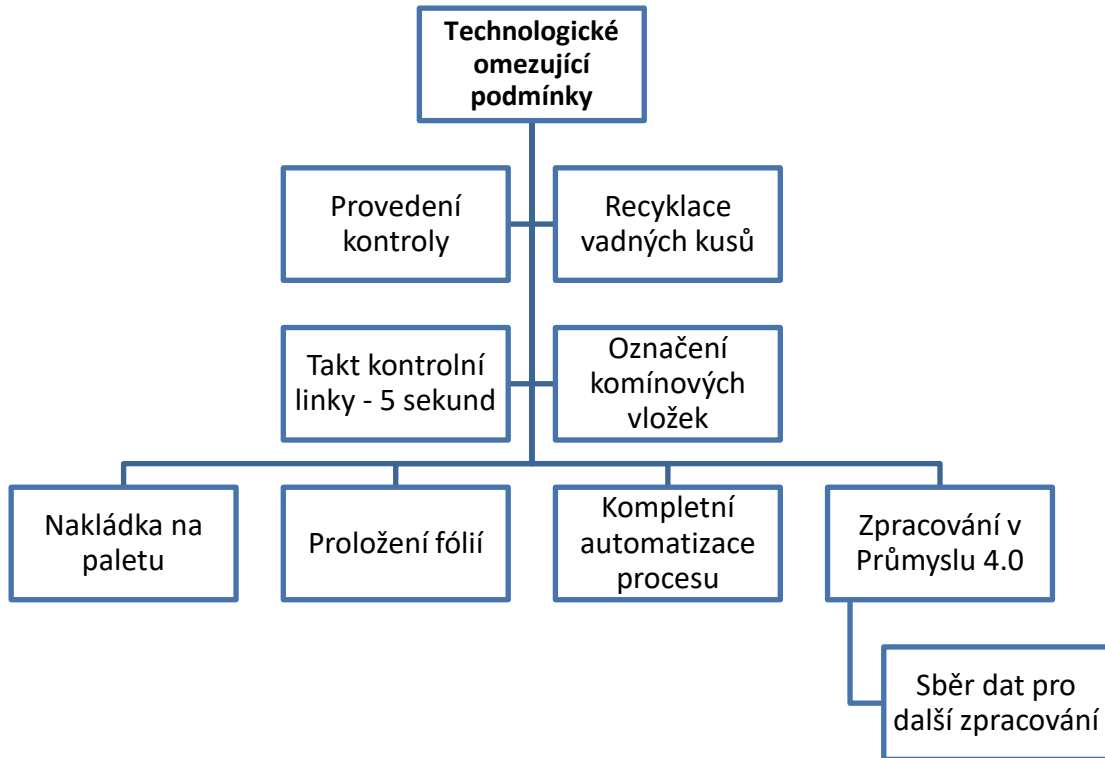 Technologické
omezující
podmínky
Provedení
kontroly
Recyklace
vadných kusů
Takt kontrolní
linky - 5 sekund
Označení
komínových
vložek
Nakládka na
paletu
Proložení fólií
Kompletní
automatizace
procesu
Zpracování v
Průmyslu 4.0
Sběr dat pro
další zpracování